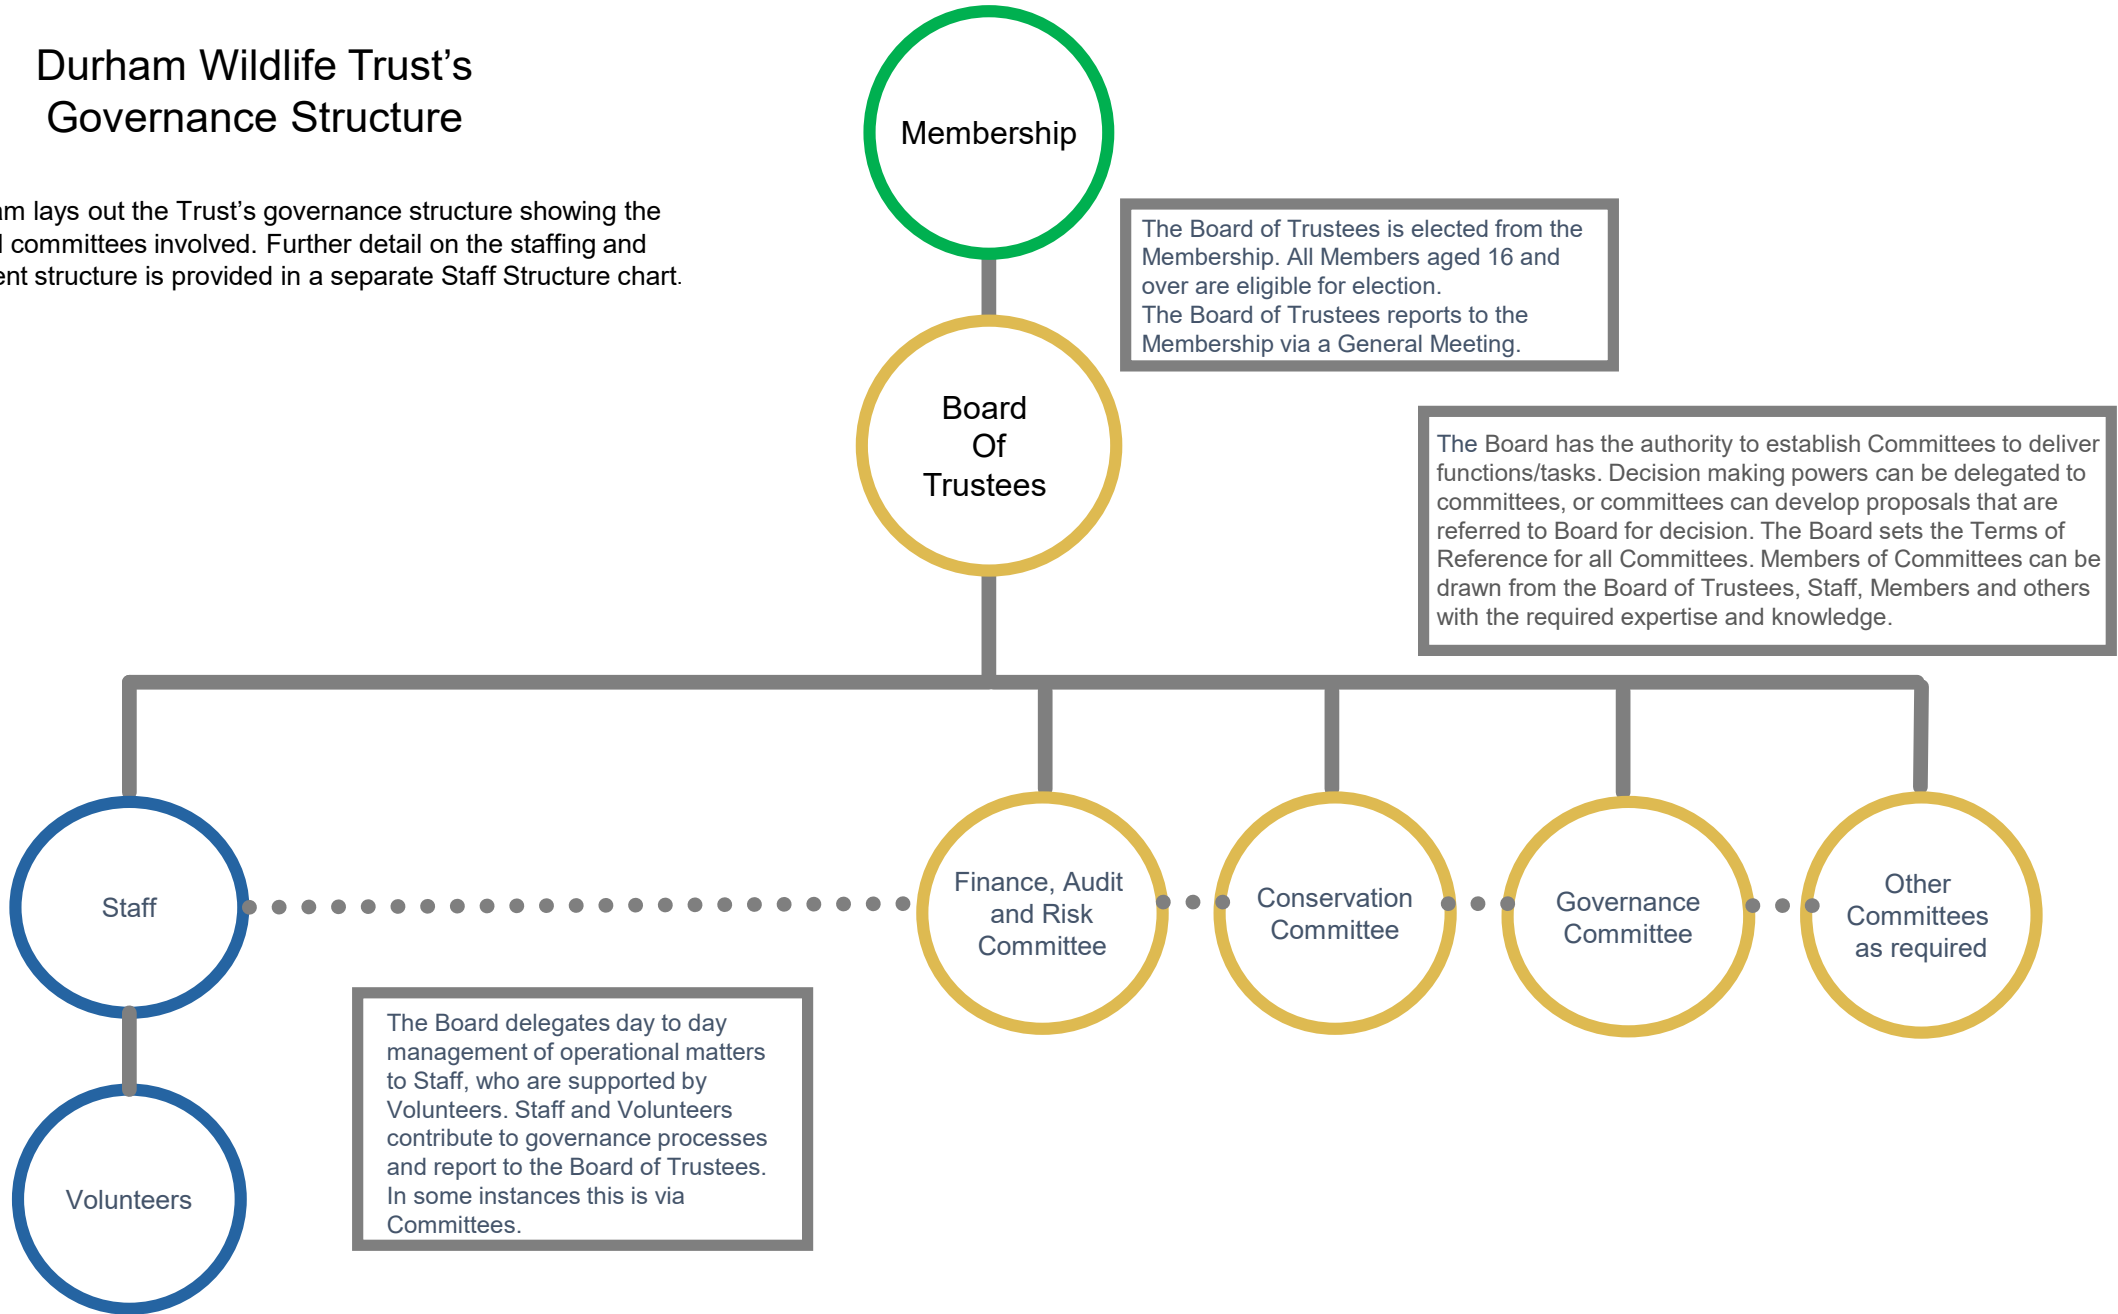 Durham Wildlife Trust’s
Governance Structure
lays out the Trust’s governance structure showing the
committees involved. Further detail on the staffing and
structure is provided in a separate Staff Structure chart.
Membership
The Board of Trustees is elected from the
Membership. All Members aged 16 and
over are eligible for election.
The Board of Trustees reports to the
Membership via a General Meeting.
Board
Of
Trustees
The Board has the authority to establish Committees to deliver
functions/tasks. Decision making powers can be delegated to
committees, or committees can develop proposals that are
referred to Board for decision. The Board sets the Terms of
Reference for all Committees. Members of Committees can be
drawn from the Board of Trustees, Staff, Members and others
with the required expertise and knowledge.
Staff
Finance, Audit
and Risk
Committee
Conservation
Committee
Governance
Committee
Other
Committees
as required
The Board delegates day to day
management of operational matters
to Staff, who are supported by
Volunteers. Staff and Volunteers
contribute to governance processes
and report to the Board of Trustees.
In some instances this is via
Committees.
Volunteers